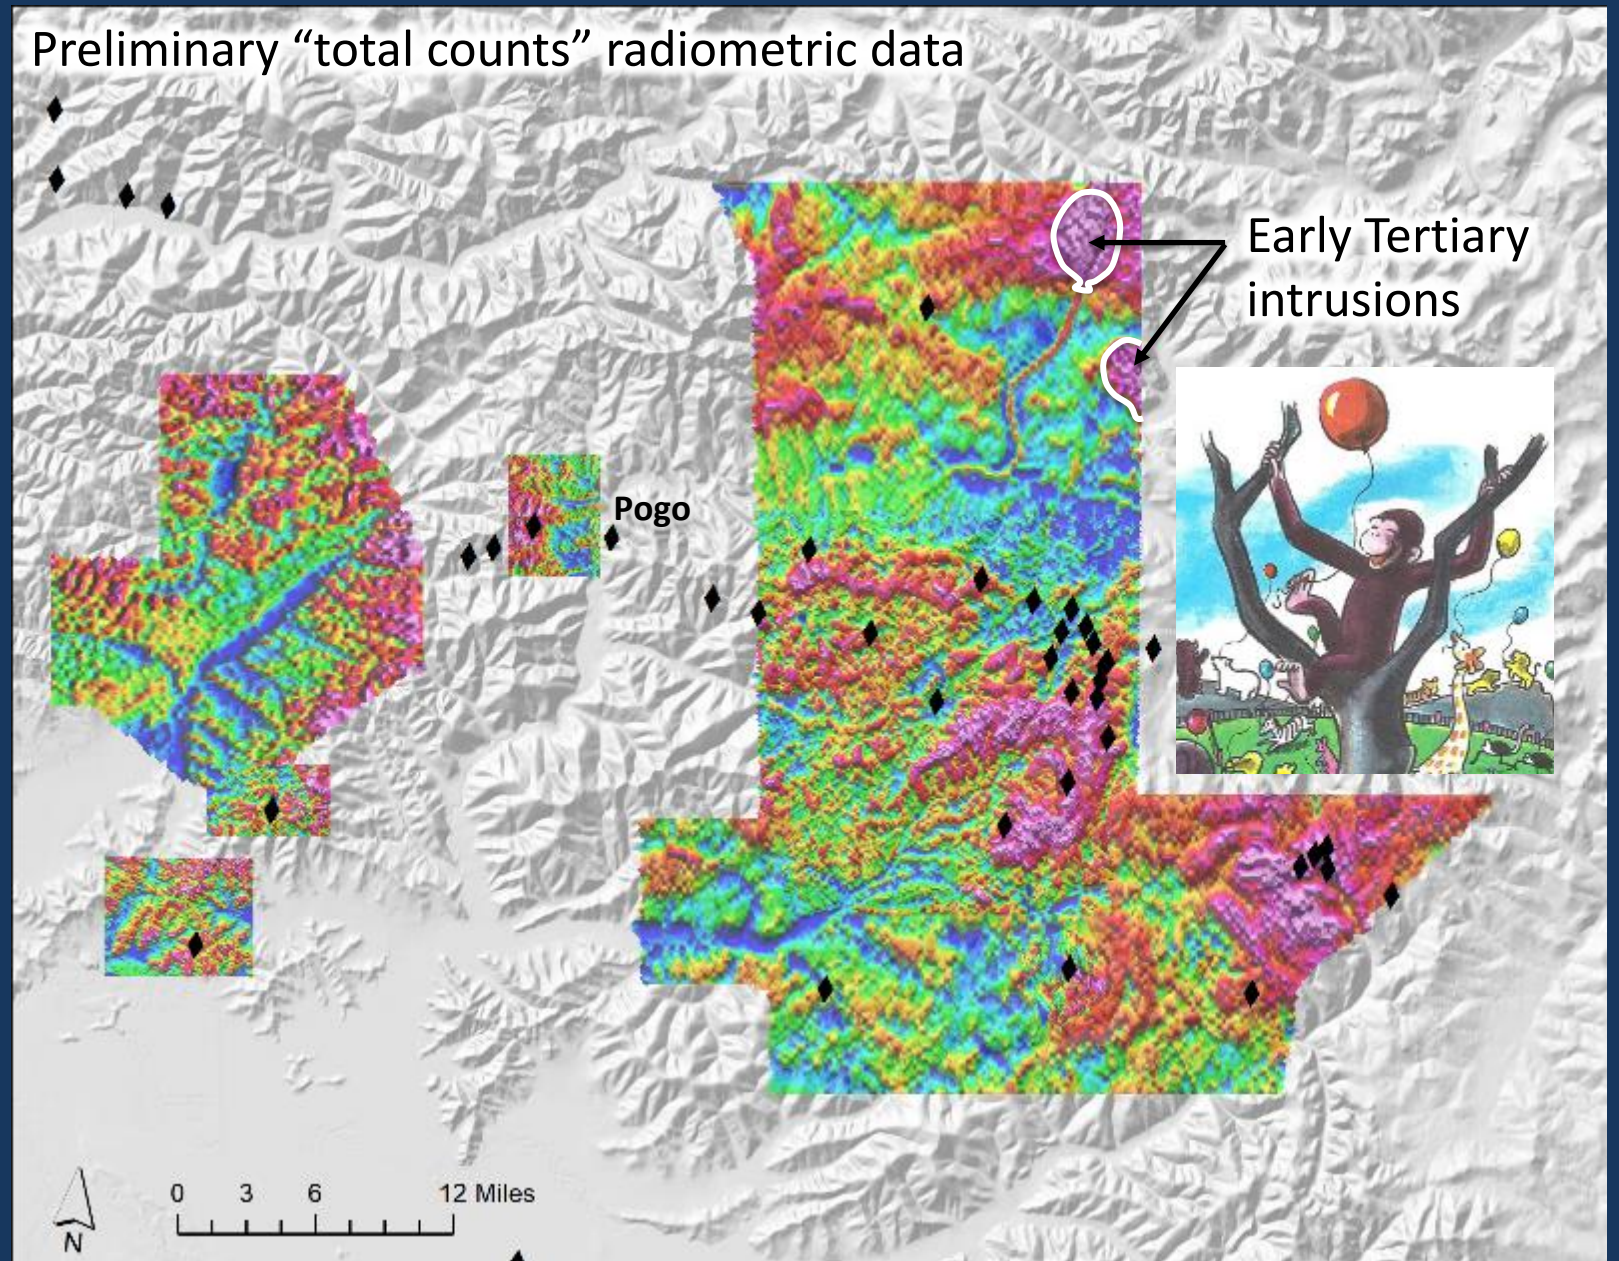 Preliminary “total counts” radiometric data
Early Tertiary
intrusions
Pogo
0 3 6 12 Miles
N